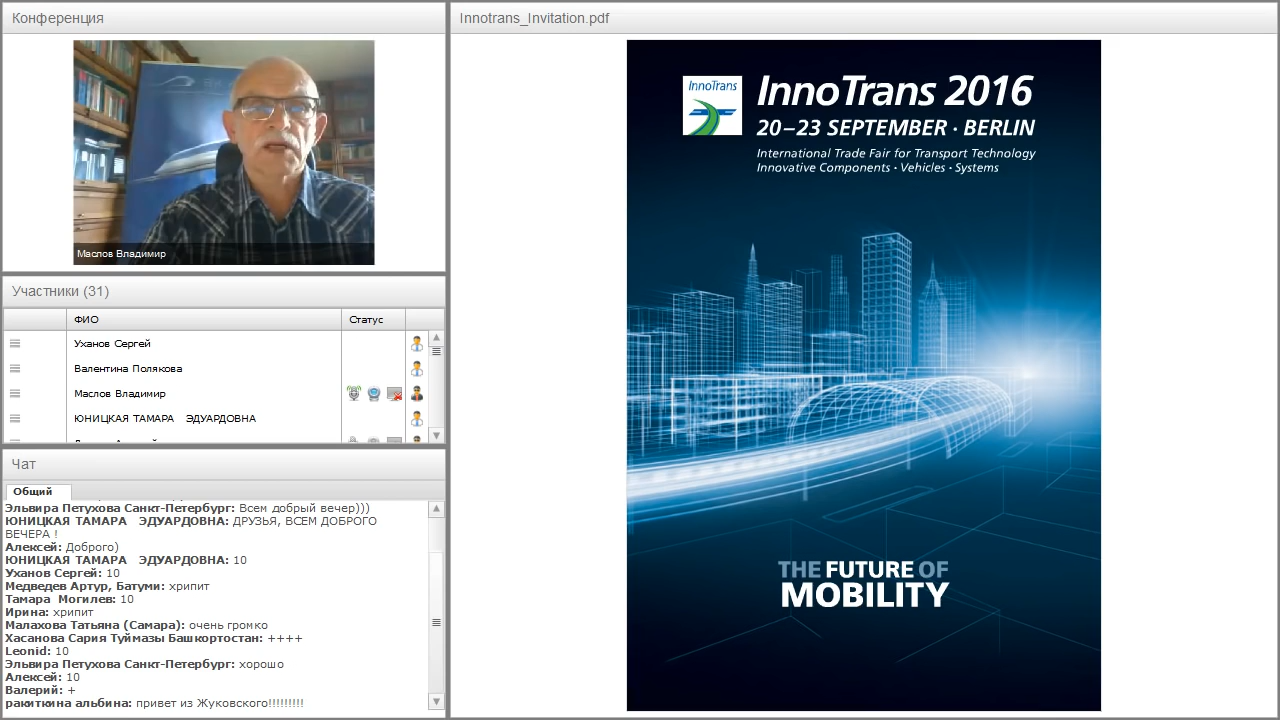 Конференция
Маслов Владимир
Участники (31)
ФИО Статус
Уханов Сергей
Валентина Полякова
Маслов Владимир
ЮНИЦКАЯ ТАМАРА ЭДУАРДОВНА
Чат
Общий
Эльвира Петухова Санкт-Петербург: Всем добрый вечер)))
ЮНИЦКАЯ ТАМАРА ЭДУАРДОВНА: ДРУЗЬЯ, ВСЕМ ДОБРОГО
ВЕЧЕРА !
Алексей: Доброго)
ЮНИЦКАЯ ТАМАРА ЭДУАРДОВНА: 10
Уханов Сергей: 10
Медведев Артур, Батуми: хрипит
Тамара Могпля: 10
Ирина: хрипит
Малахова Татьяна (Самара): очень громко
Хасанова Сария Туймазы Башкортостан: ++++
Leonid: 10
Эльвира Петухова Санкт-Петербург: хорошо
Алексей: 10
Валерий: +
ракиткина альбина: привет из Жуковского!!!!!!!!!
Innotrans_Invitation.pdf
InnoTrans
InnoTrans 2016
20–23 SEPTEMBER · BERLIN
International Trade Fair for Transport Technology
Innovative Components · Vehicles · Systems
THE FUTURE OF
MOBILITY